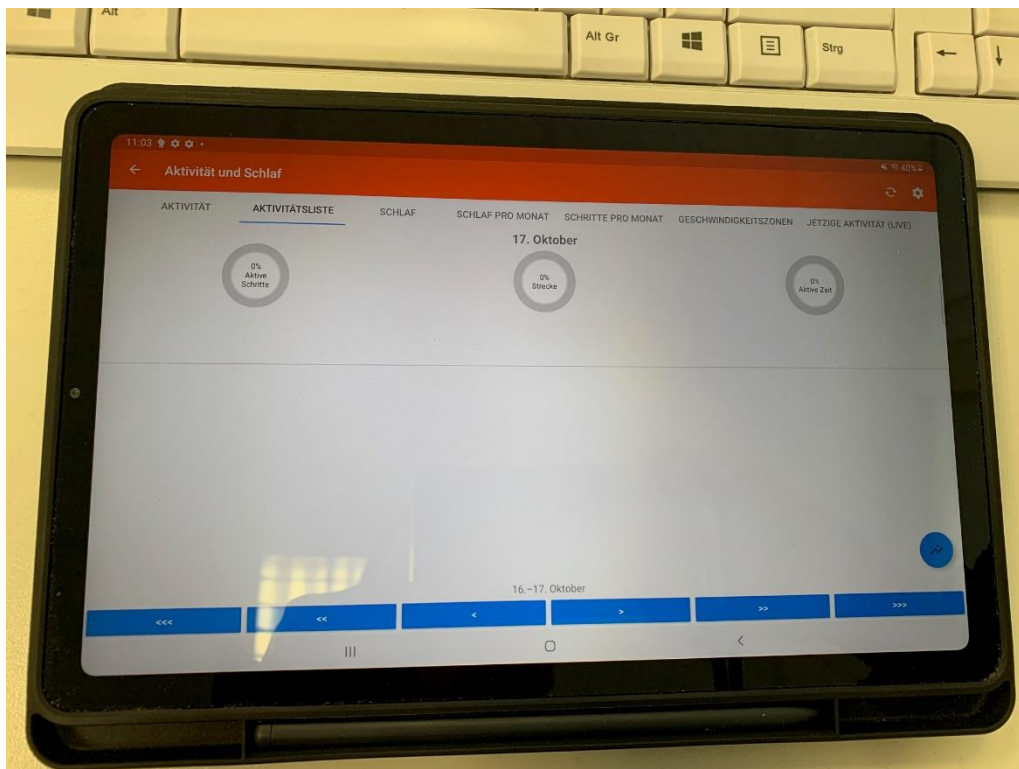 Alt
Alt Gr
Strg
11:03
40%
Aktivität und Schlaf
AKTIVITÄT
AKTIVITÄTSLISTE
SCHLAF
SCHLAF PRO MONAT
SCHRITTE PRO MONAT
GESCHWINDIGKEITSZONEN
JETZIGE AKTIVITÄT (LIVE)
17. Oktober
0%
Aktive
Schritte
0%
Strecke
0%
Aktive Zeit
16.–17. Oktober
<<<
<<
<
>
>>
>>>